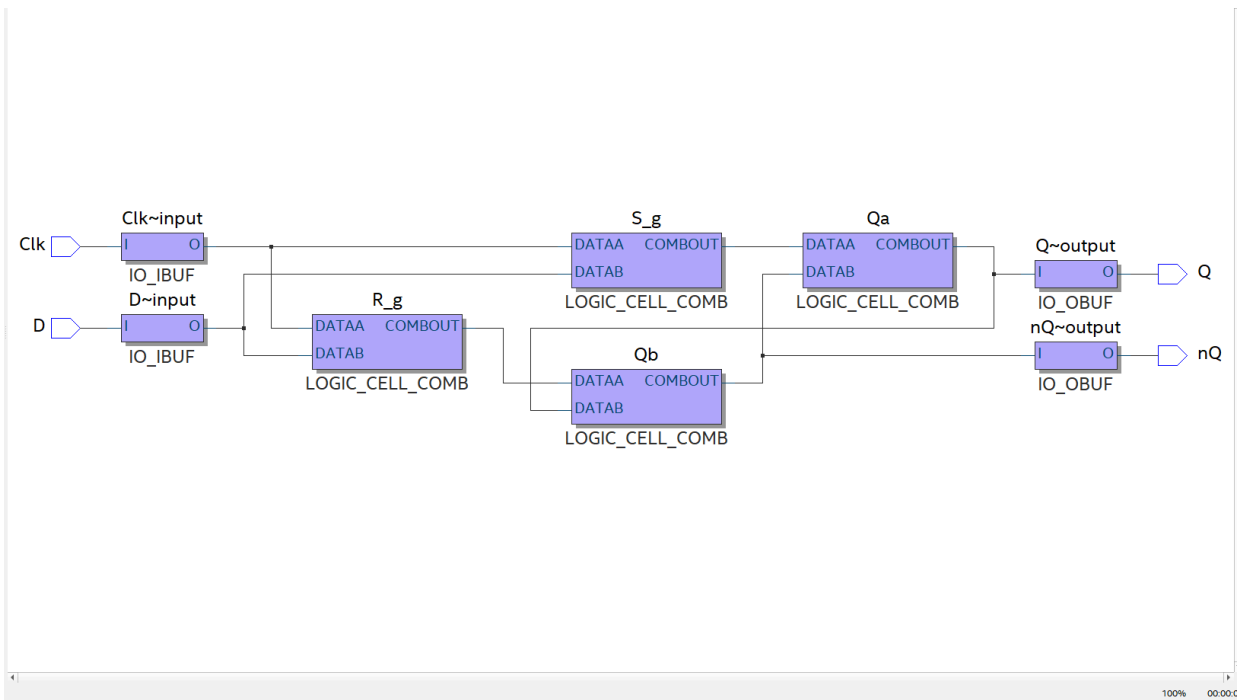 Clk~input
S_g
Qa
Clk
I O
DATAA COMBOUT
DATAA COMBOUT
Q~output
IO_IBUF
DATAB
DATAB
I O
Q
D~input
R_g
LOGIC_CELL_COMB
LOGIC_CELL_COMB
IO_OBUF
D
I O
DATAA COMBOUT
nQ~output
IO_IBUF
DATAB
Qb
I O
nQ
LOGIC_CELL_COMB
DATAA COMBOUT
IO_OBUF
DATAB
LOGIC_CELL_COMB
100%